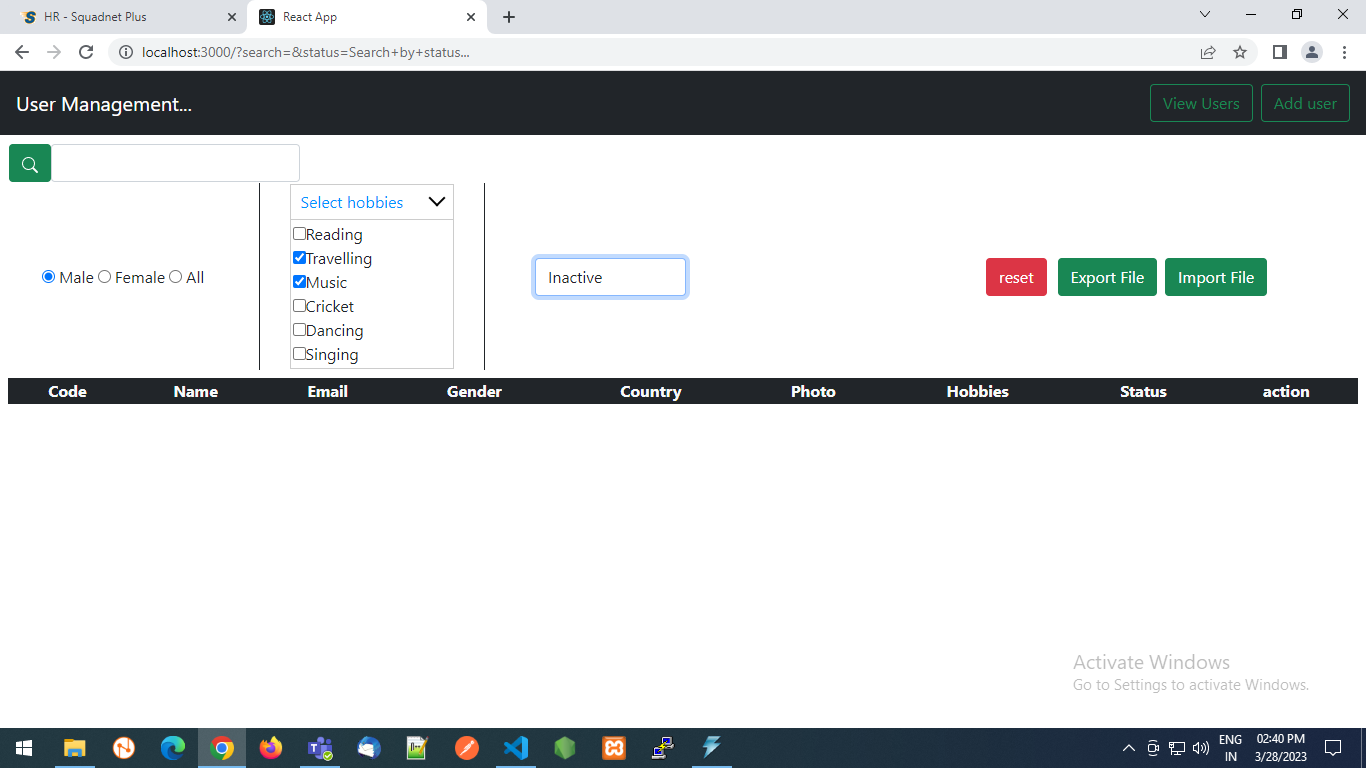 HR - Squadnet Plus
React App
localhost:3000/?search=&status=Search+by+status...
User Management...
View Users
Add user
Select hobbies
Reading
Travelling
Music
Cricket
Dancing
Singing
Male Female All
Inactive
reset
Export File
Import File
Code Name Email Gender Country Photo Hobbies Status action
Activate Windows
Go to Settings to activate Windows.
ENG
IN
02:40 PM
3/28/2023